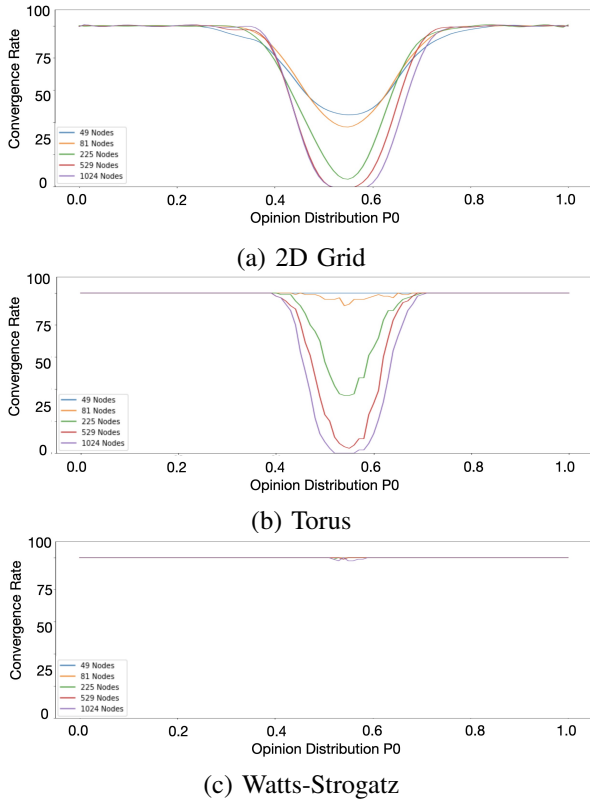 100
75
50
25
0
Convergence Rate
49 Nodes
81 Nodes
225 Nodes
529 Nodes
1024 Nodes
0.0 0.2 0.4 0.6 0.8 1.0
Opinion Distribution P0
(a) 2D Grid
100
75
50
25
0
Convergence Rate
49 Nodes
81 Nodes
225 Nodes
529 Nodes
1024 Nodes
0.0 0.2 0.4 0.6 0.8 1.0
Opinion Distribution P0
(b) Torus
100
75
50
25
0
Convergence Rate
49 Nodes
81 Nodes
225 Nodes
529 Nodes
1024 Nodes
0.0 0.2 0.4 0.6 0.8 1.0
Opinion Distribution P0
(c) Watts-Strogatz